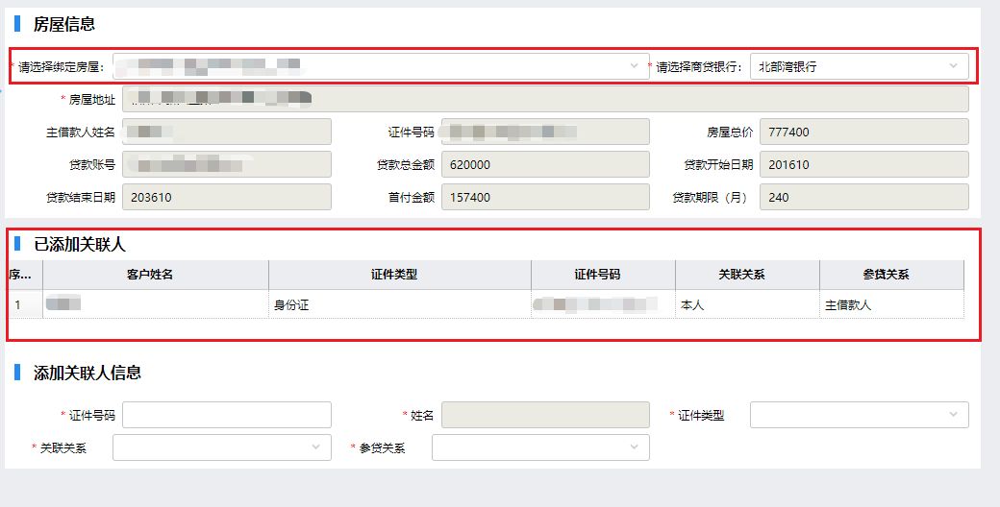 房屋信息
* 请选择绑定房屋: * 请选择商贷银行: 北部湾银行
* 房屋地址
主借款人姓名 证件号码 房屋总价 777400
贷款账号 贷款总金额 620000 贷款开始日期 201610
贷款结束日期 203610 首付金额 157400 贷款期限（月） 240
已添加关联人
序... 客户姓名 证件类型 证件号码 关联关系 参贷关系
1 身份证 本人 主借款人
添加关联人信息
* 证件号码 * 姓名 * 证件类型
* 关联关系 * 参贷关系